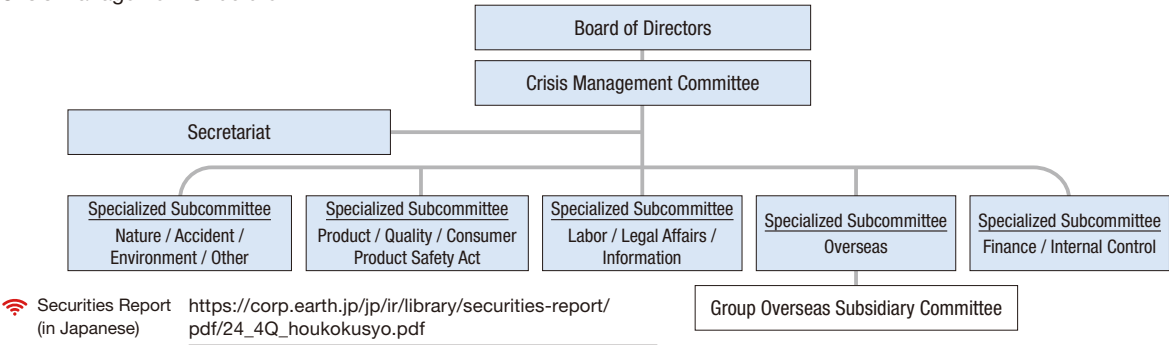 Board of Directors
Crisis Management Committee
Secretariat
Specialized Subcommittee
Nature / Accident /
Environment / Other
Specialized Subcommittee
Product / Quality / Consumer
Product Safety Act
Specialized Subcommittee
Labor / Legal Affairs /
Information
Specialized Subcommittee
Overseas
Specialized Subcommittee
Finance / Internal Control
Group Overseas Subsidiary Committee
Securities Report
(in Japanese)
https://corp.earth.jp/jp/ir/library/securities-report/
pdf/24_4Q_houkokusyo.pdf